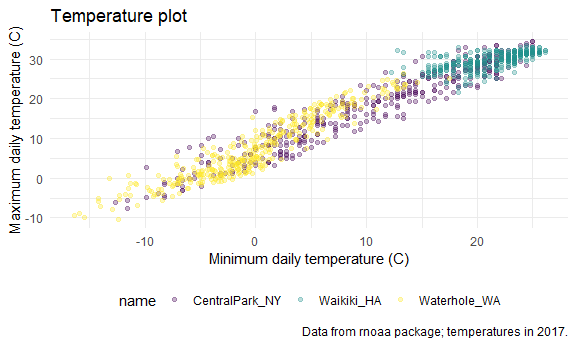 Temperature plot
Maximum daily temperature (C)
30
20
10
0
-10
-10 0 10 20
Minimum daily temperature (C)
name CentralPark_NY Waikiki_HA Waterhole_WA
Data from rnoaa package; temperatures in 2017.